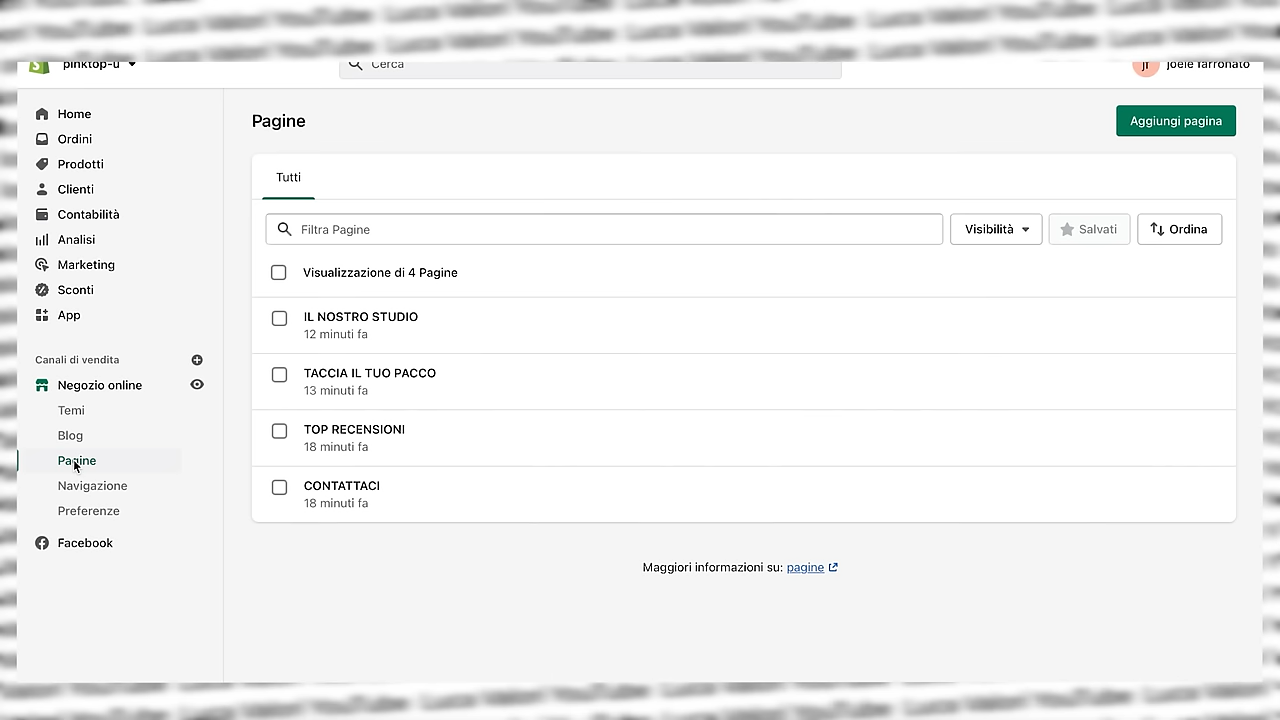 pinktop-u
Cerca
joele farronato
Home
Ordini
Prodotti
Clienti
Contabilità
Analisi
Marketing
Sconti
App
Canali di vendita
Negozio online
Temi
Blog
Pagine
Navigazione
Preferenze
Facebook
Pagine
Aggiungi pagina
Tutti
Filtra Pagine
Visibilità
Salvati
Ordina
Visualizzazione di 4 Pagine
IL NOSTRO STUDIO
12 minuti fa
TACCIA IL TUO PACCO
13 minuti fa
TOP RECENSIONI
18 minuti fa
CONTATTACI
18 minuti fa
Maggiori informazioni su: pagine